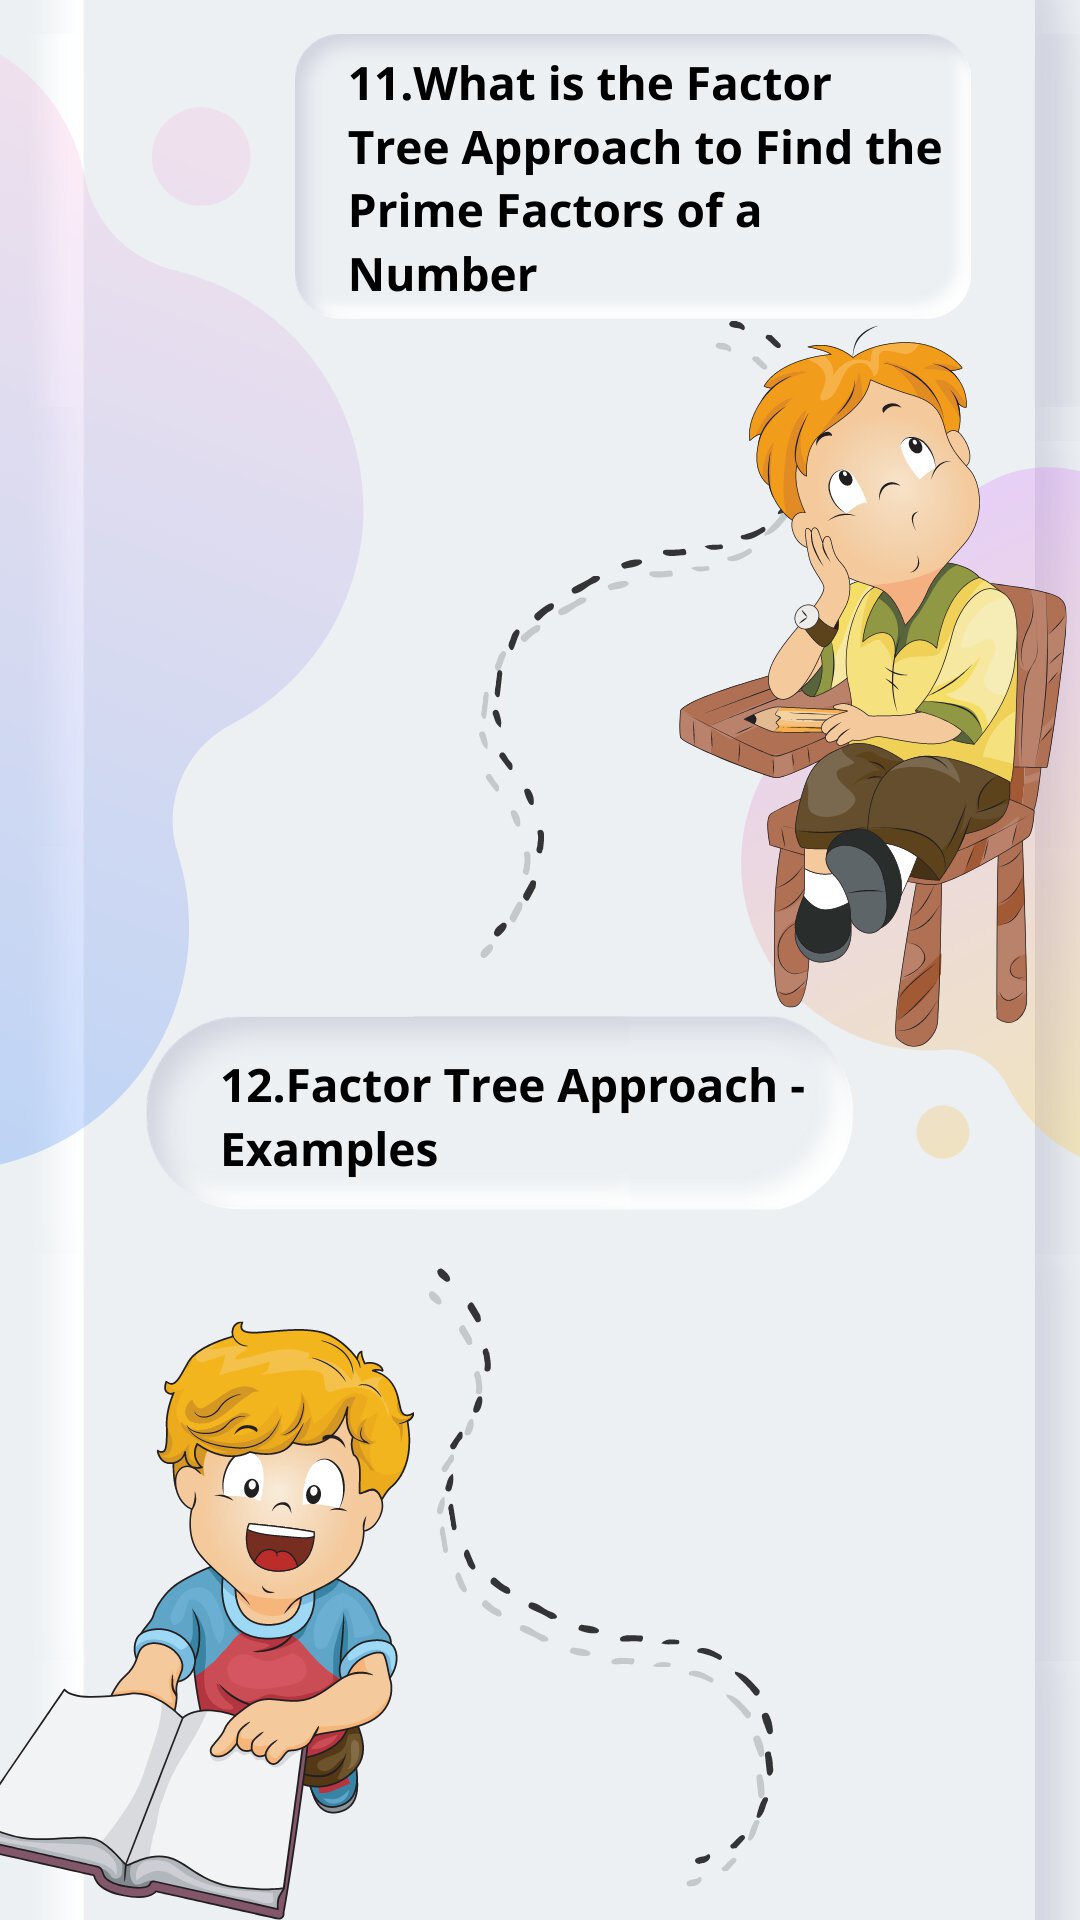 11.What is the Factor
Tree Approach to Find the
Prime Factors of a
Number
12.Factor Tree Approach -
Examples